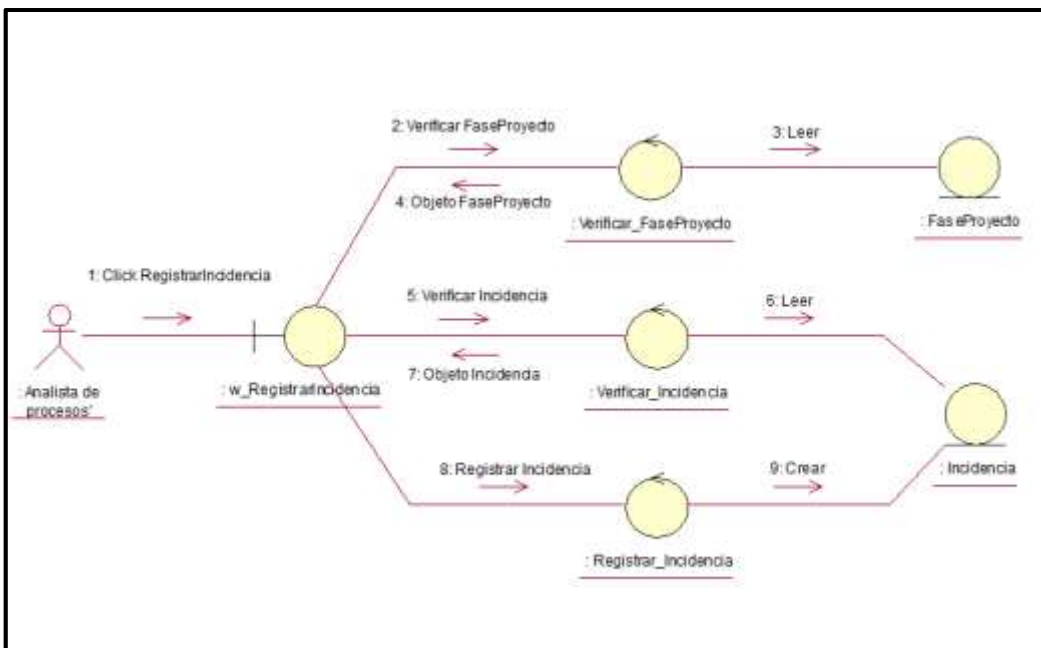 2: Verificar FaseProyecto
3: Leer
4: Objeto FaseProyecto
: Verificar_FaseProyecto
: FaseProyecto
1: Click RegistrarIncidencia
5: Verificar Incidencia
6: Leer
7: Objeto Incidencia
: Analista de
procesos'
: w_RegistrarIncidencia
: Verificar_Incidencia
8: Registrar Incidencia
9: Crear
: Incidencia
: Registrar_Incidencia